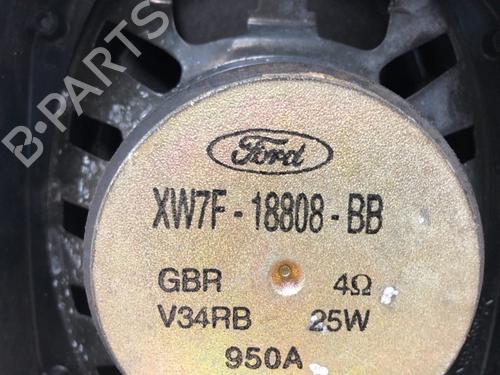 B-PARTS
Ford
XW7F-18808-BB
GBR 4Ω
V34RB 25W
950A